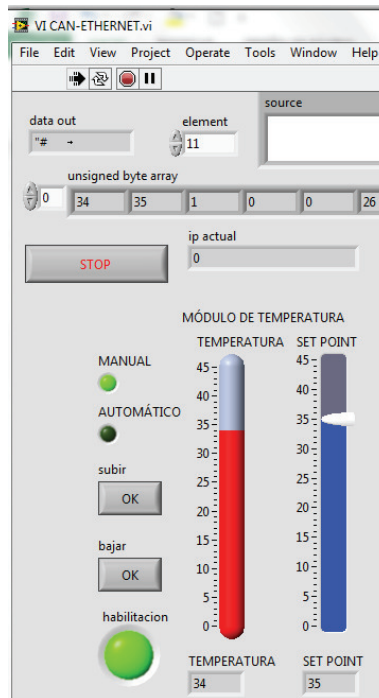 VI CAN-ETHERNET.vi
File Edit View Project Operate Tools Window Help
source
data out element
"# → 11
unsigned byte array
0 34 35 1 0 0 26
ip actual
STOP 0
MÓDULO DE TEMPERATURA
TEMPERATURA SET POINT
MANUAL
AUTOMÁTICO
subir
OK
bajar
OK
habilitacion
45 45
40 40
35 35
30 30
25 25
20 20
15 15
10 10
5 5
0 0
TEMPERATURA SET POINT
34 35